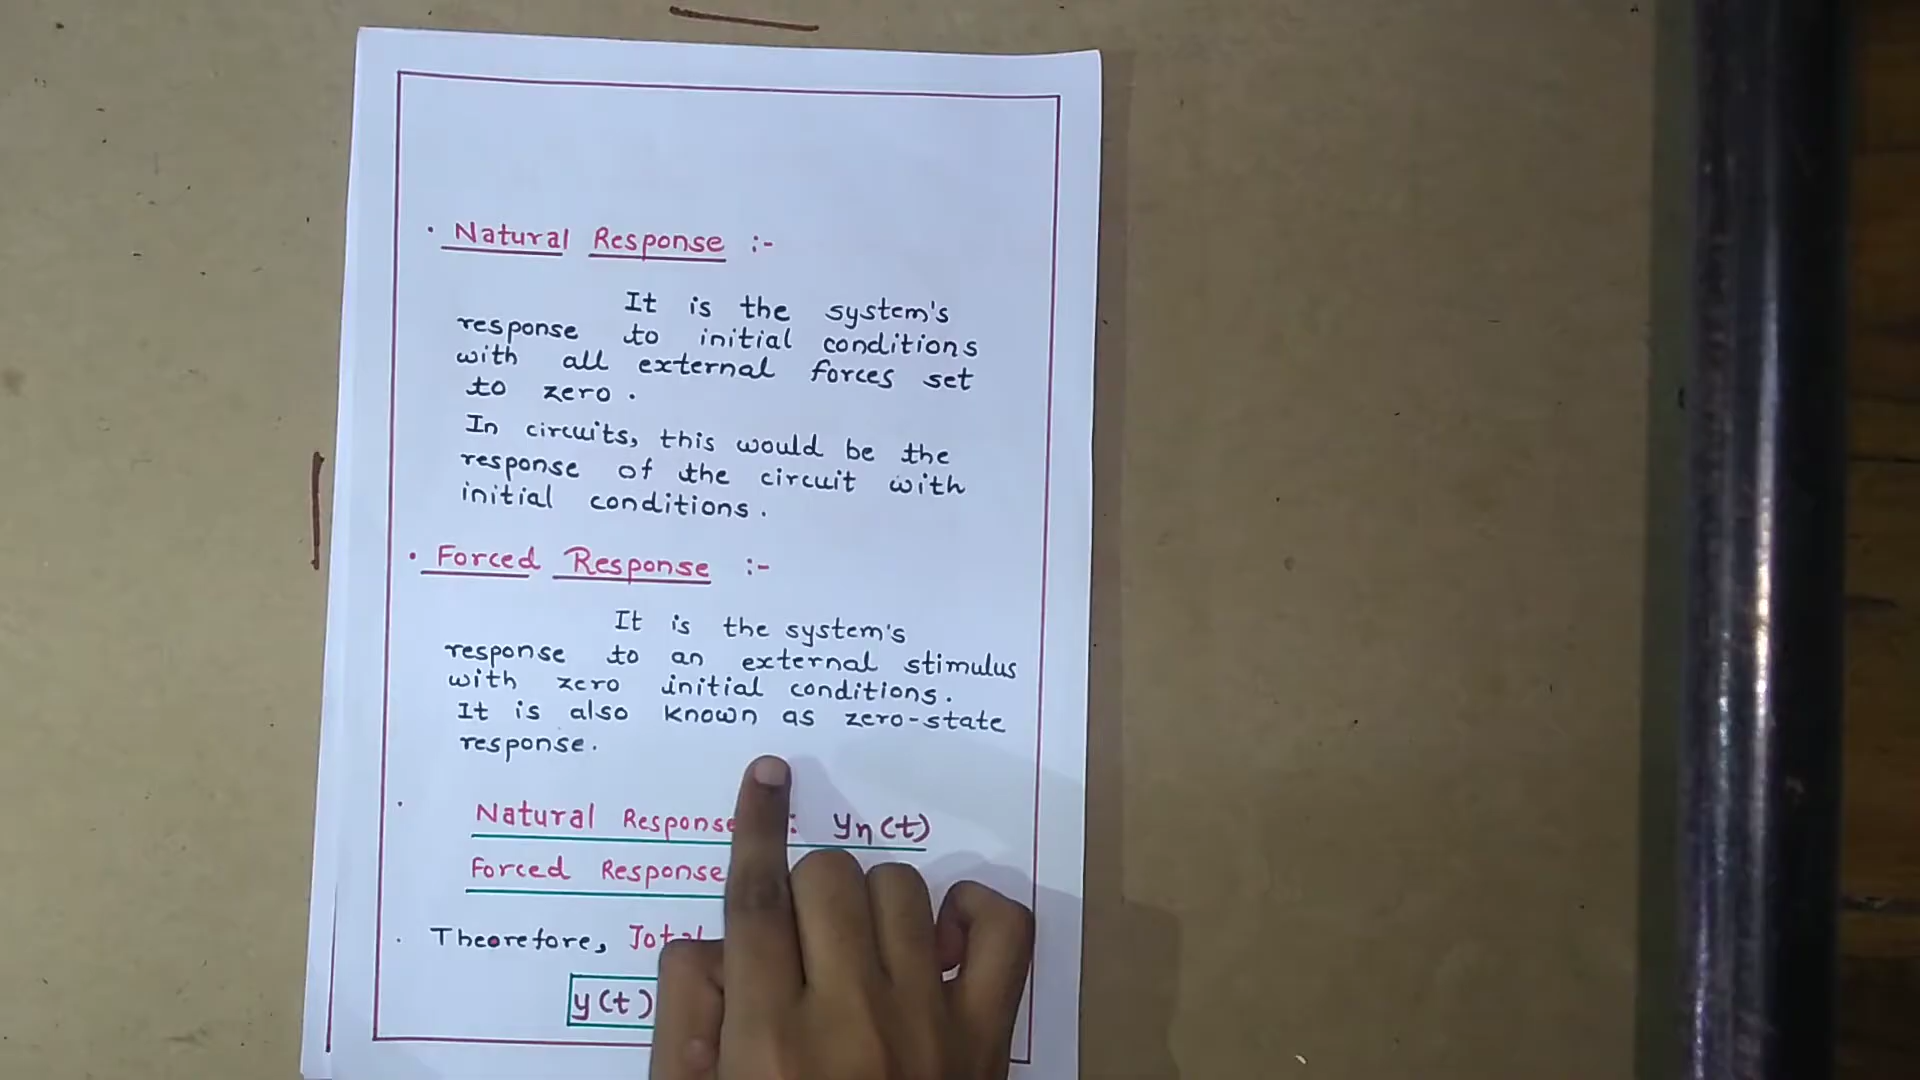 · Natural Response :-
It is the system's
response to initial conditions
with all external forces set
to zero.
In circuits, this would be the
response of the circuit with
initial conditions.
· Forced Response :-
It is the system's
response to an external stimulus
with zero initial conditions.
It is also known as zero-state
response.
· Natural Response : yn(t)
Forced Response
· Theorefore, Total
y(t)